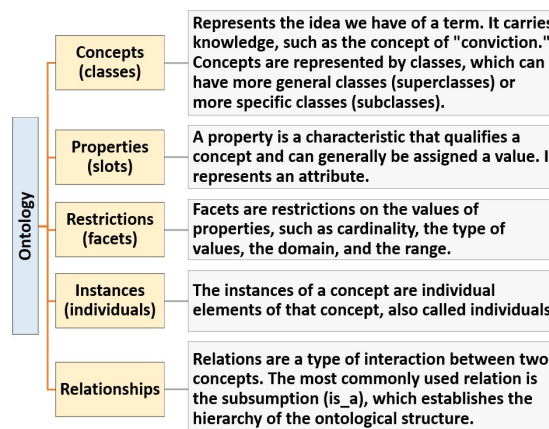 Ontology
Concepts
(classes)
Represents the idea we have of a term. It carries
knowledge, such as the concept of "conviction."
Concepts are represented by classes, which can
have more general classes (superclasses) or
more specific classes (subclasses).
Properties
(slots)
A property is a characteristic that qualifies a
concept and can generally be assigned a value. I
represents an attribute.
Restrictions
(facets)
Facets are restrictions on the values of
properties, such as cardinality, the type of
values, the domain, and the range.
Instances
(individuals)
The instances of a concept are individual
elements of that concept, also called individuals
Relationships
Relations are a type of interaction between two
concepts. The most commonly used relation is
the subsumption (is_a), which establishes the
hierarchy of the ontological structure.